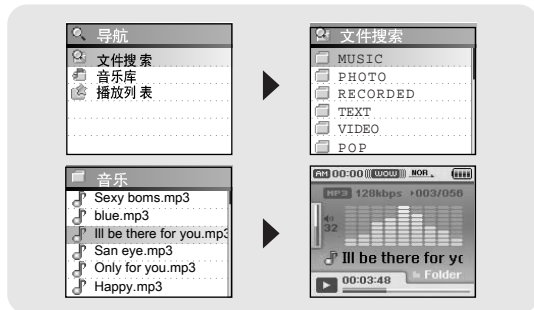 导航
文件搜 索
音乐库
播放列 表
文件搜索
MUSIC
PHOTO
RECORDED
TEXT
VIDEO
POP
音乐
Sexy boms.mp3
blue.mp3
Ill be there for you.mp3
San eye.mp3
Only for you.mp3
Happy.mp3
AM 00:00 WOW NOR
MP3 128kbps 003/056
32
Ill be there for yo
00:03:48 In Folder